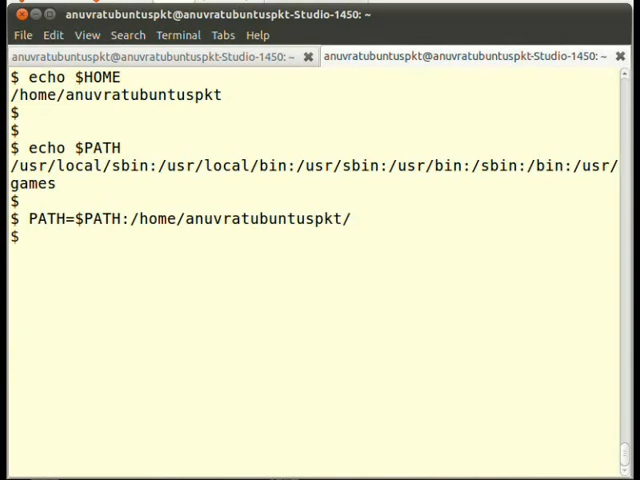 anuvratubuntuspkt@anuvratubuntuspkt-Studio-1450: ~
File Edit View Search Terminal Tabs Help
anuvratubuntuspkt@anuvratubuntuspkt-Studio-1450: ~ anuvratubuntuspkt@anuvratubuntuspkt-Studio-1450: ~
$ echo $HOME
/home/anuvratubuntuspkt
$
$
$ echo $PATH
/usr/local/sbin:/usr/local/bin:/usr/sbin:/usr/bin:/sbin:/bin:/usr/
games
$
$ PATH=$PATH:/home/anuvratubuntuspkt/
$